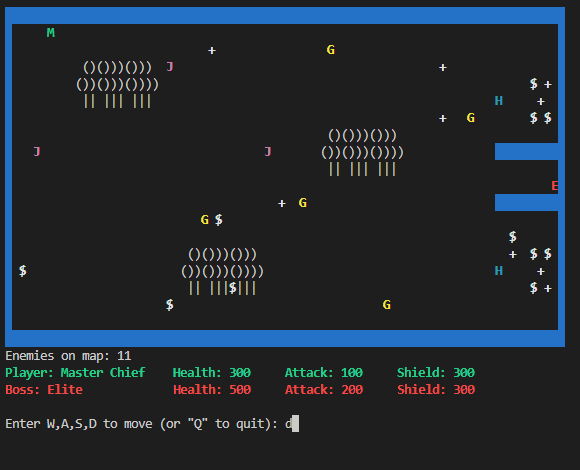 M
+ G
()(()))(())) J +
())(()))(()))) $ +
|| ||| ||| H +
+ G $ $
()(()))(()))
J J ())(()))(())))
|| ||| |||
E
+ G
G $
$
()(()))(())) + $ $
$ ())(()))(()))) H +
|| |||$||| $ +
$ G
Enemies on map: 11
Player: Master Chief Health: 300 Attack: 100 Shield: 300
Boss: Elite Health: 500 Attack: 200 Shield: 300
Enter W,A,S,D to move (or "Q" to quit): d